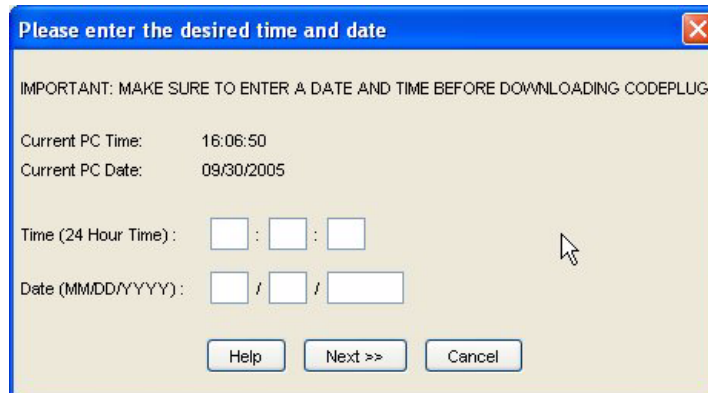 Please enter the desired time and date
IMPORTANT: MAKE SURE TO ENTER A DATE AND TIME BEFORE DOWNLOADING CODEPLUG
Current PC Time: 16:06:50
Current PC Date: 09/30/2005
Time (24 Hour Time) : : :
Date (MM/DD/YYYY) : / /
Help Next >> Cancel